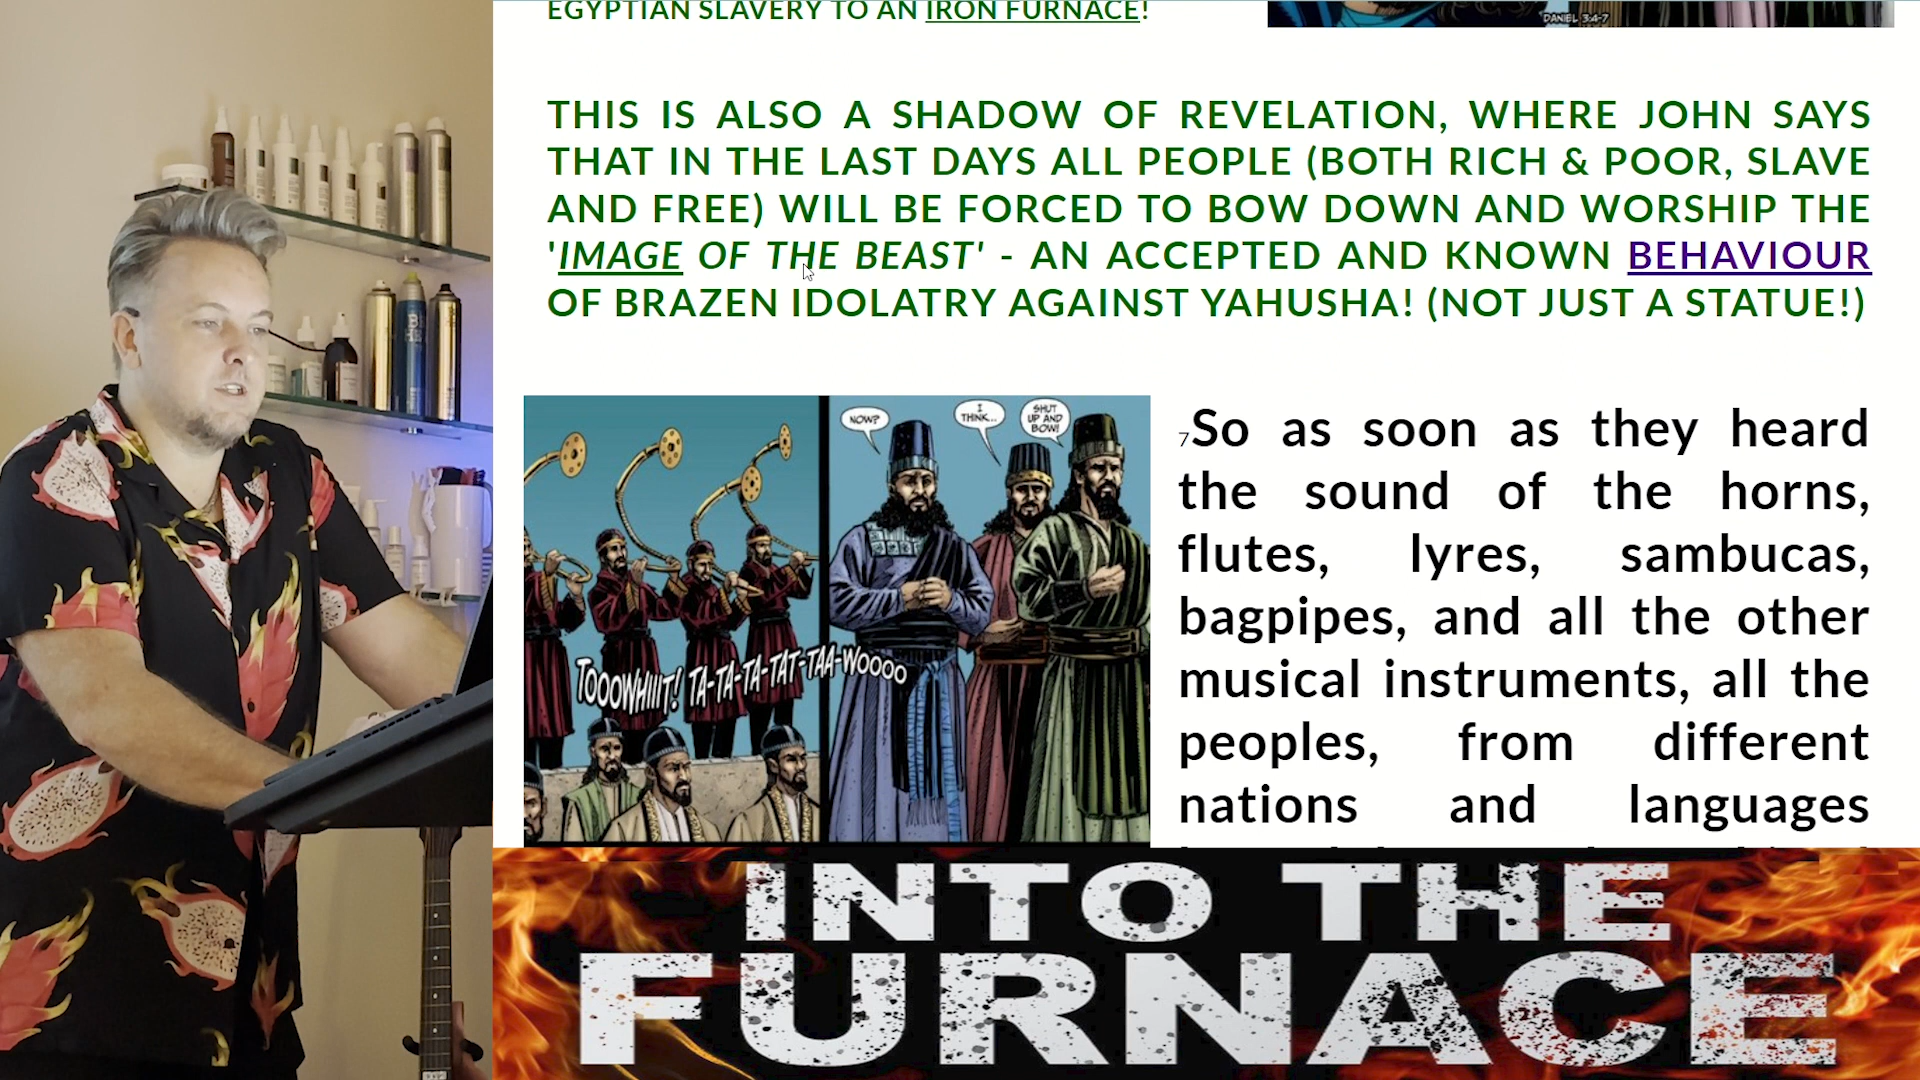 EGYPTIAN SLAVERY TO AN IRON FURNACE!
DANIEL 3:4-7
THIS IS ALSO A SHADOW OF REVELATION, WHERE JOHN SAYS
THAT IN THE LAST DAYS ALL PEOPLE (BOTH RICH & POOR, SLAVE
AND FREE) WILL BE FORCED TO BOW DOWN AND WORSHIP THE
'IMAGE OF THE BEAST' - AN ACCEPTED AND KNOWN BEHAVIOUR
OF BRAZEN IDOLATRY AGAINST YAHUSHA! (NOT JUST A STATUE!)
NOW?
I
THINK...
SHUT
UP AND
BOW!
TOOOWHIIIT! TA-TA-TA-TAT-TAA-WOOOO
7So as soon as they heard
the sound of the horns,
flutes, lyres, sambucas,
bagpipes, and all the other
musical instruments, all the
peoples, from different
nations and languages
INTO THE
FURNACE